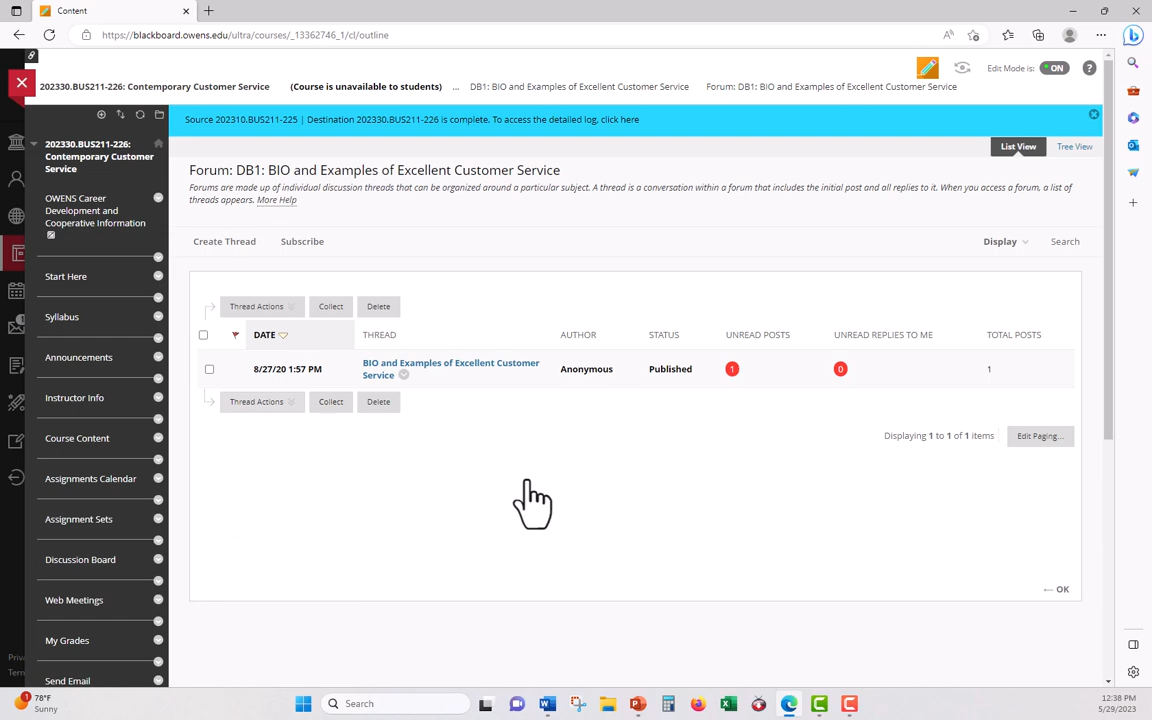 Content
https://blackboard.owens.edu/ultra/courses/_13362746_1/cl/outline
Edit Mode is: ON
202330.BUS211-226: Contemporary Customer Service (Course is unavailable to students) ... DB1: BIO and Examples of Excellent Customer Service Forum: DB1: BIO and Examples of Excellent Customer Service
Source 202310.BUS211-225 | Destination 202330.BUS211-226 is complete. To access the detailed log, click here
List View Tree View
202330.BUS211-226:
Contemporary Customer
Service
OWENS Career
Development and
Cooperative Information
Start Here
Syllabus
Announcements
Instructor Info
Course Content
Assignments Calendar
Assignment Sets
Discussion Board
Web Meetings
My Grades
Send Email
Priva
Term
Forum: DB1: BIO and Examples of Excellent Customer Service
Forums are made up of individual discussion threads that can be organized around a particular subject. A thread is a conversation within a forum that includes the initial post and all replies to it. When you access a forum, a list of
threads appears. More Help
Create Thread Subscribe Display Search
Thread Actions Collect Delete
DATE THREAD AUTHOR STATUS UNREAD POSTS UNREAD REPLIES TO ME TOTAL POSTS
8/27/20 1:57 PM BIO and Examples of Excellent Customer Anonymous Published 1 0 1
Service
Thread Actions Collect Delete
Displaying 1 to 1 of 1 items Edit Paging...
← OK
1
78°F
Sunny
Search
12:38 PM
5/29/2023